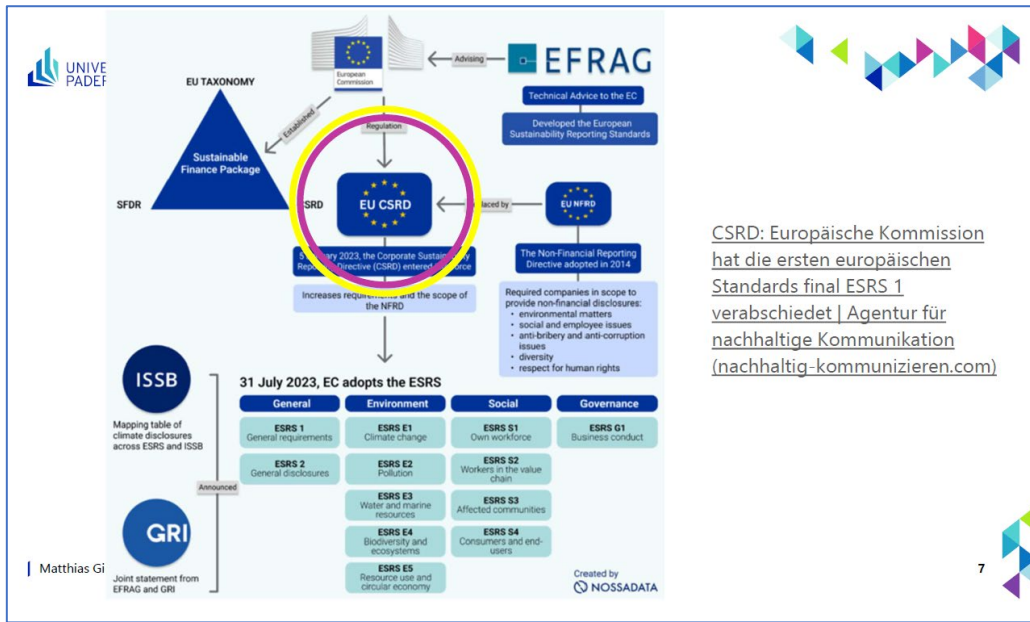 UNIVE
PADER
EU TAXONOMY
European
Commission
Advising
EFRAG
Technical Advice to the EC
Developed the European
Sustainability Reporting Standards
Established
Regulation
Sustainable
Finance Package
SFDR
CSRD
EU CSRD
by
EU NFRD
2023, the Corporate
Directive (CSRD) entered
Increases requirements and the scope of
the NFRD
The Non-Financial Reporting
Directive adopted in 2014
Required companies in scope to
provide non-financial disclosures:
• environmental matters
• social and employee issues
• anti-bribery and anti-corruption
issues
• diversity
• respect for human rights
CSRD: Europäische Kommission
hat die ersten europäischen
Standards final ESRS 1
verabschiedet | Agentur für
nachhaltige Kommunikation
(nachhaltig-kommunizieren.com)
ISSB
Mapping table of
climate disclosures
across ESRS and ISSB
Announced
GRI
Joint statement from
EFRAG and GRI
31 July 2023, EC adopts the ESRS
General
Environment
Social
Governance
ESRS 1
General requirements
ESRS E1
Climate change
ESRS S1
Own workforce
ESRS G1
Business conduct
ESRS 2
General disclosures
ESRS E2
Pollution
ESRS S2
Workers in the value
chain
ESRS E3
Water and marine
resources
ESRS S3
Affected communities
ESRS E4
Biodiversity and
ecosystems
ESRS S4
Consumers and end-
users
ESRS E5
Resource use and
circular economy
Created by
NOSSADATA
| Matthias Gi
7